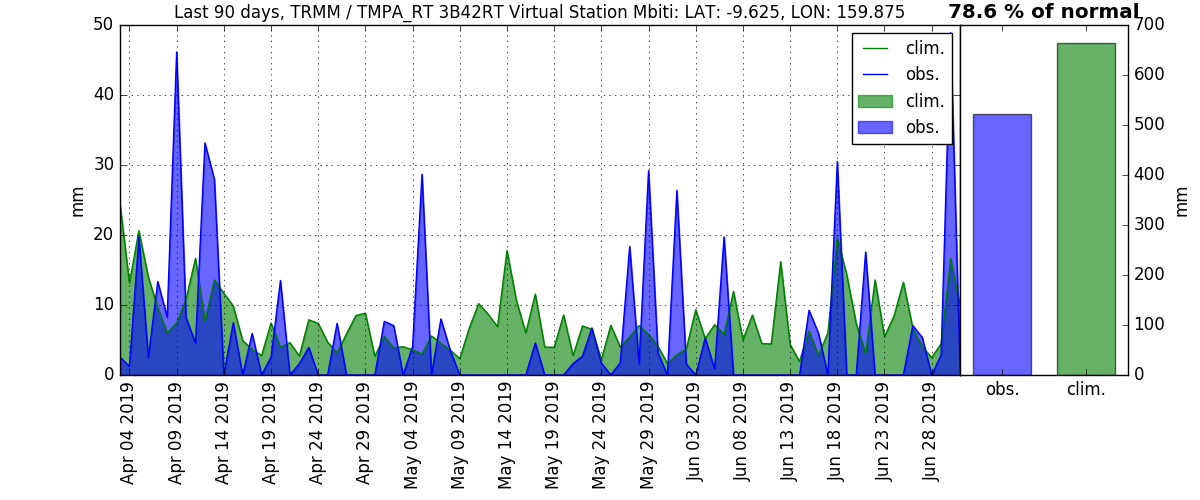 Last 90 days, TRMM / TMPA_RT 3B42RT Virtual Station Mbiti: LAT: -9.625, LON: 159.875
78.6 % of normal
50
40
30
20
10
0
mm
clim.
obs.
clim.
obs.
700
600
500
400
300
200
100
0
mm
obs.
clim.
Apr 04 2019
Apr 09 2019
Apr 14 2019
Apr 19 2019
Apr 24 2019
Apr 29 2019
May 04 2019
May 09 2019
May 14 2019
May 19 2019
May 24 2019
May 29 2019
Jun 03 2019
Jun 08 2019
Jun 13 2019
Jun 18 2019
Jun 23 2019
Jun 28 2019